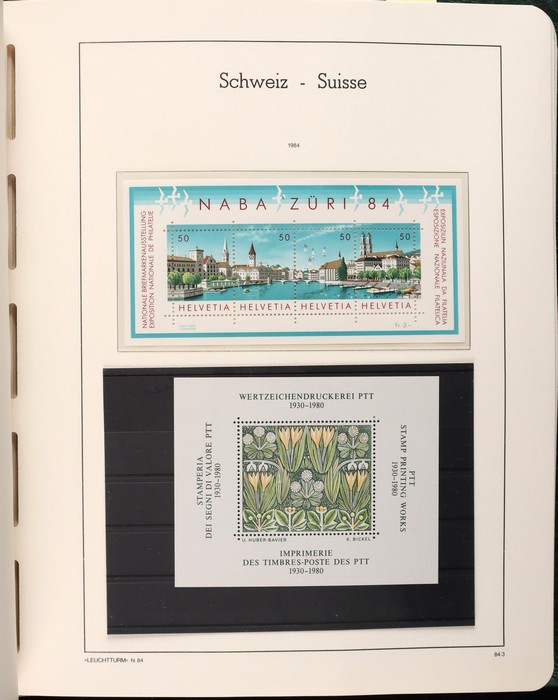 Schweiz - Suisse
1984
NABA ZÜRI 84
NATIONALE BRIEFMARKENAUSSTELLUNG
EXPOSITION NATIONALE DE PHILATELIE
50
50
50
50
HELVETIA
HELVETIA
HELVETIA
HELVETIA
Fr. 3.–
EXPOSIZIUN NAZIUNALA DA FILATELIA
ESPOSIZIONE NAZIONALE FILATELICA
WERTZEICHENDRUCKEREI PTT
1930-1980
STAMPERIA
DEI SEGNI DI VALORE PTT
1930-1980
PTT
STAMP PRINTING WORKS
1930-1980
U. HUBER-BAVIER
K. BICKEL
IMPRIMERIE
DES TIMBRES-POSTE DES PTT
1930-1980
»LEUCHTTURM« N 84
84.3